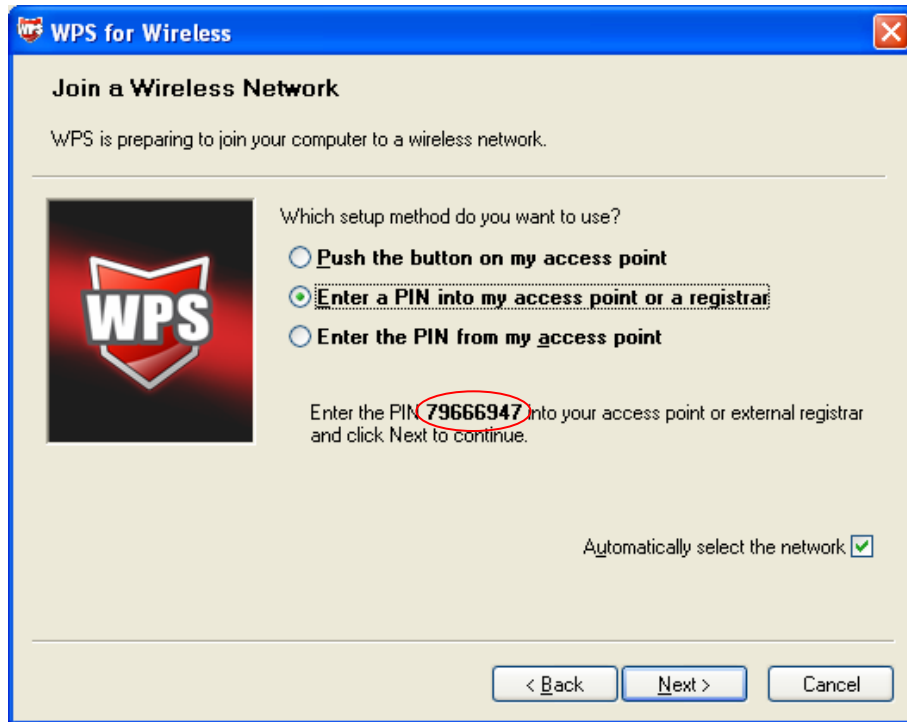 WPS WPS for Wireless
Join a Wireless Network
WPS is preparing to join your computer to a wireless network.
Which setup method do you want to use?
Push the button on my access point
Enter a PIN into my access point or a registrar
Enter the PIN from my access point
WPS
Enter the PIN 79666947 into your access point or external registrar
and click Next to continue.
Automatically select the network
< Back Next > Cancel